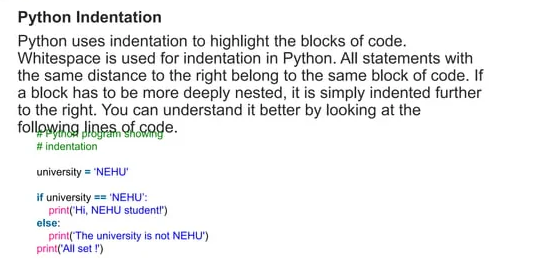 Python Indentation
Python uses indentation to highlight the blocks of code.
Whitespace is used for indentation in Python. All statements with
the same distance to the right belong to the same block of code. If
a block has to be more deeply nested, it is simply indented further
to the right. You can understand it better by looking at the
following lines of code.
# Python program showing
# indentation
university = 'NEHU'
if university == 'NEHU':
print('Hi, NEHU student!')
else:
print('The university is not NEHU')
print('All set !')